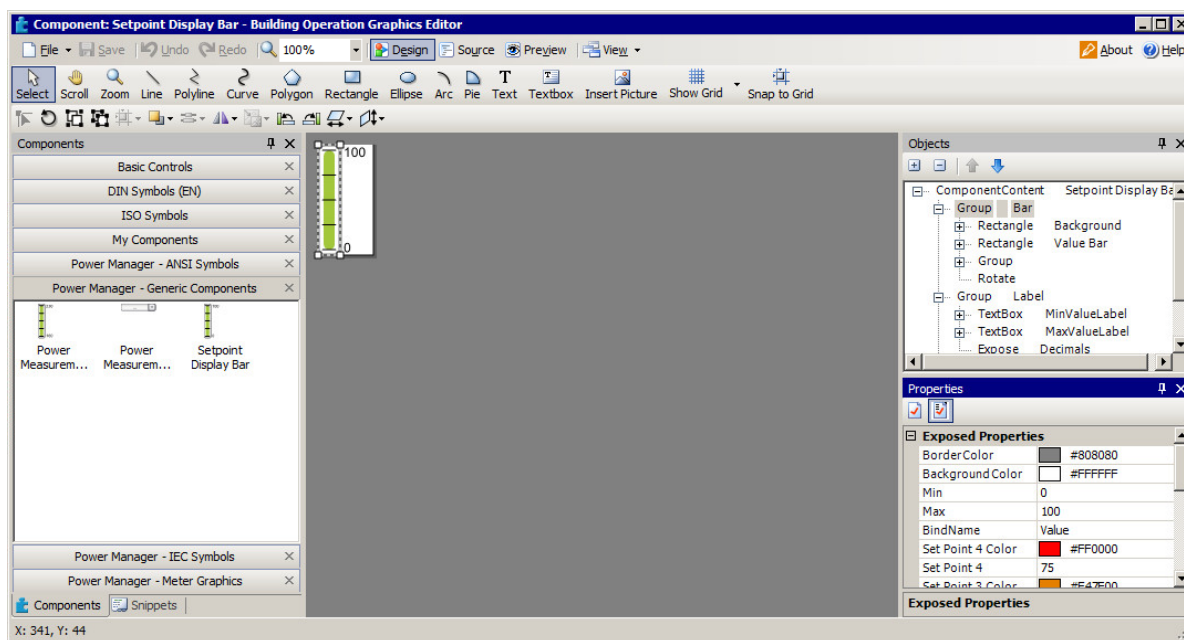 Component: Setpoint Display Bar - Building Operation Graphics Editor
File Save Undo Redo 100% Design Source Preview View About Help
Select Scroll Zoom Line Polyline Curve Polygon Rectangle Ellipse Arc Pie Text Textbox Insert Picture Show Grid Snap to Grid
Components
Basic Controls
DIN Symbols (EN)
ISO Symbols
My Components
Power Manager - ANSI Symbols
Power Manager - Generic Components
Power Measurem...
Power Measurem...
Setpoint Display Bar
Power Manager - IEC Symbols
Power Manager - Meter Graphics
Components Snippets
X: 341, Y: 44
100
0
Objects
ComponentContent Setpoint Display Ba
Group Bar
Rectangle Background
Rectangle Value Bar
Group
Rotate
Group Label
TextBox MinValueLabel
TextBox MaxValueLabel
Expose Decimals
Properties
Exposed Properties
BorderColor #808080
BackgroundColor #FFFFFF
Min 0
Max 100
BindName Value
Set Point 4 Color #FF0000
Set Point 4 75
Set Point 3 Color #E47F00
Exposed Properties